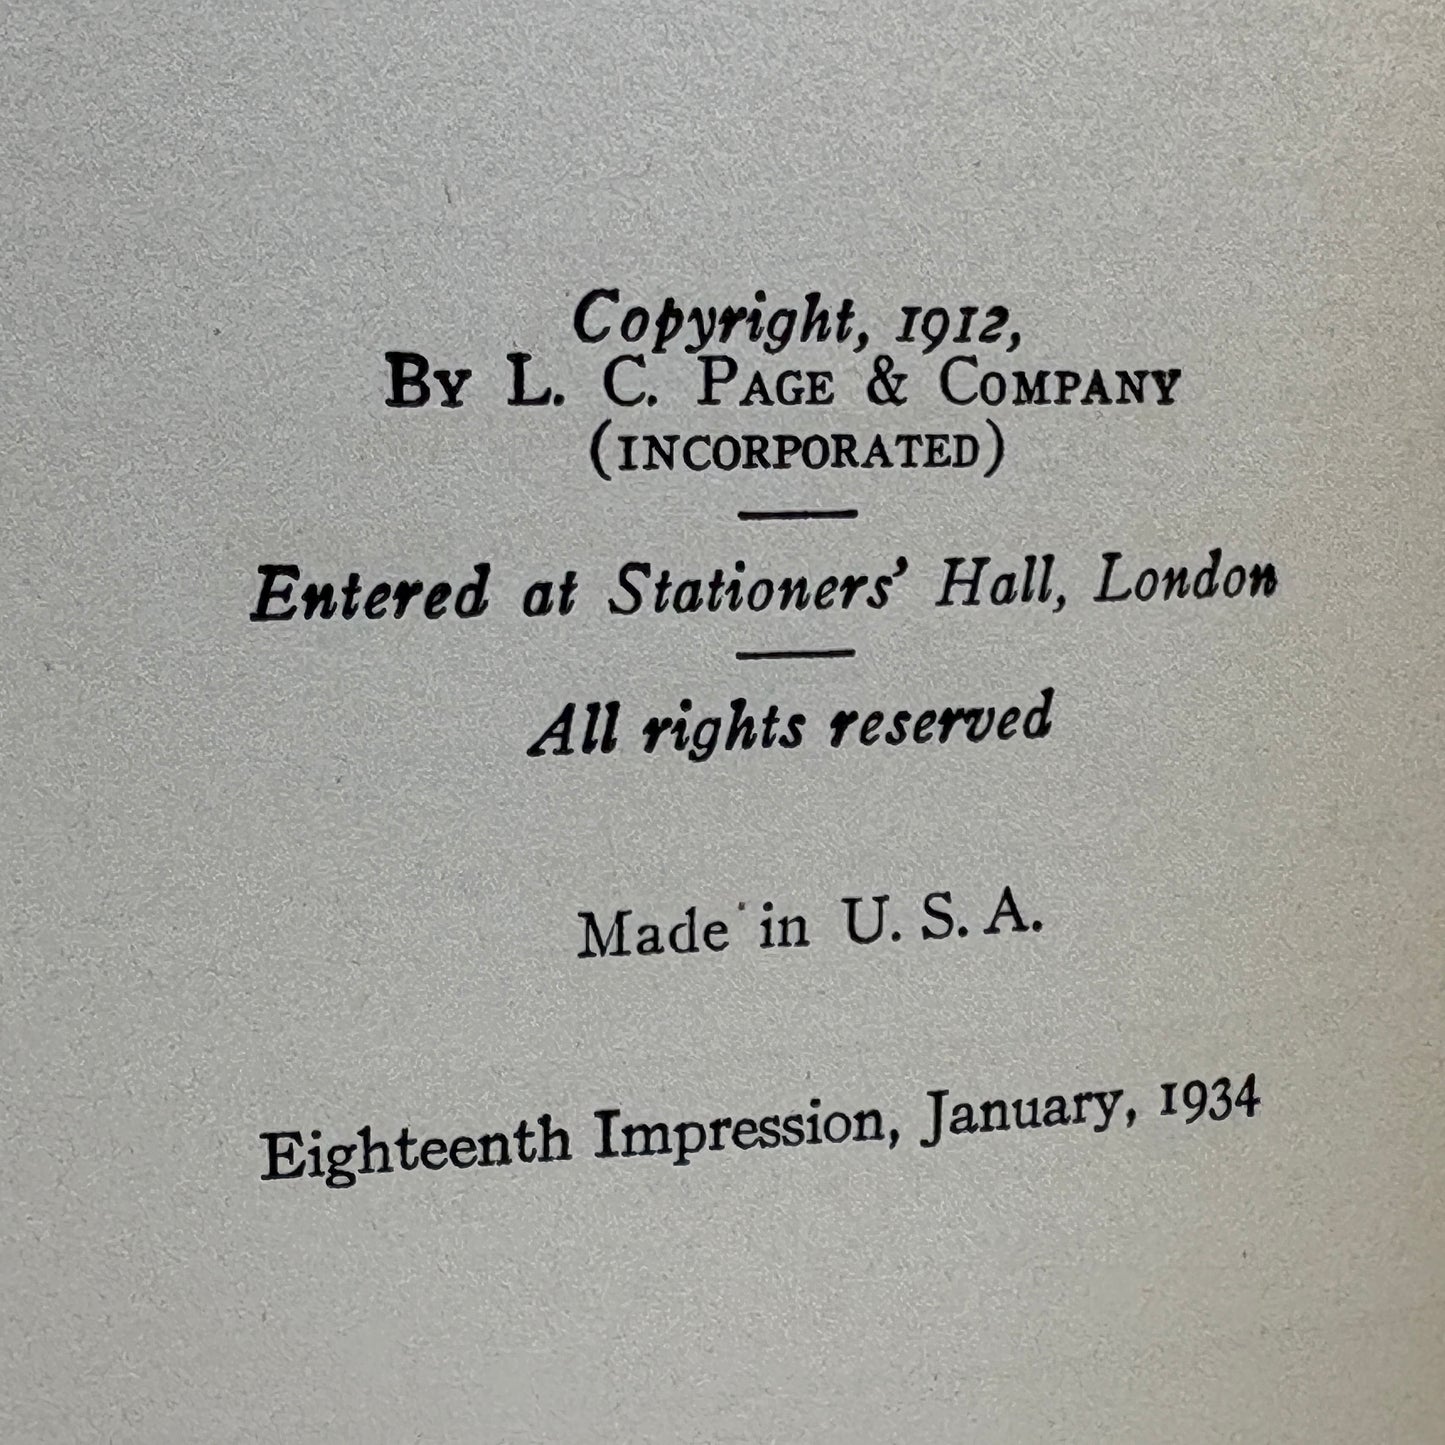 Copyright, 1912,
By L. C. Page & Company
(INCORPORATED)
Entered at Stationers’ Hall, London
All rights reserved
Made in U. S. A.
Eighteenth Impression, January, 1934